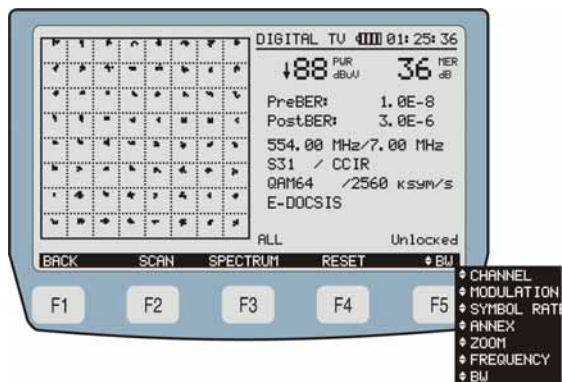 DIGITAL TV 01:25:36
↓88 PWR dBuV 36 MER dB
PreBER: 1.0E-8
PostBER: 3.0E-6
554.00 MHz/7.00 MHz
S31 / CCIR
QAM64 /2560 ksym/s
E-DOCSIS
ALL Unlocked
BACK SCAN SPECTRUM RESET BW
F1 F2 F3 F4 F5
CHANNEL
MODULATION
SYMBOL RATE
ANNEX
ZOOM
FREQUENCY
BW